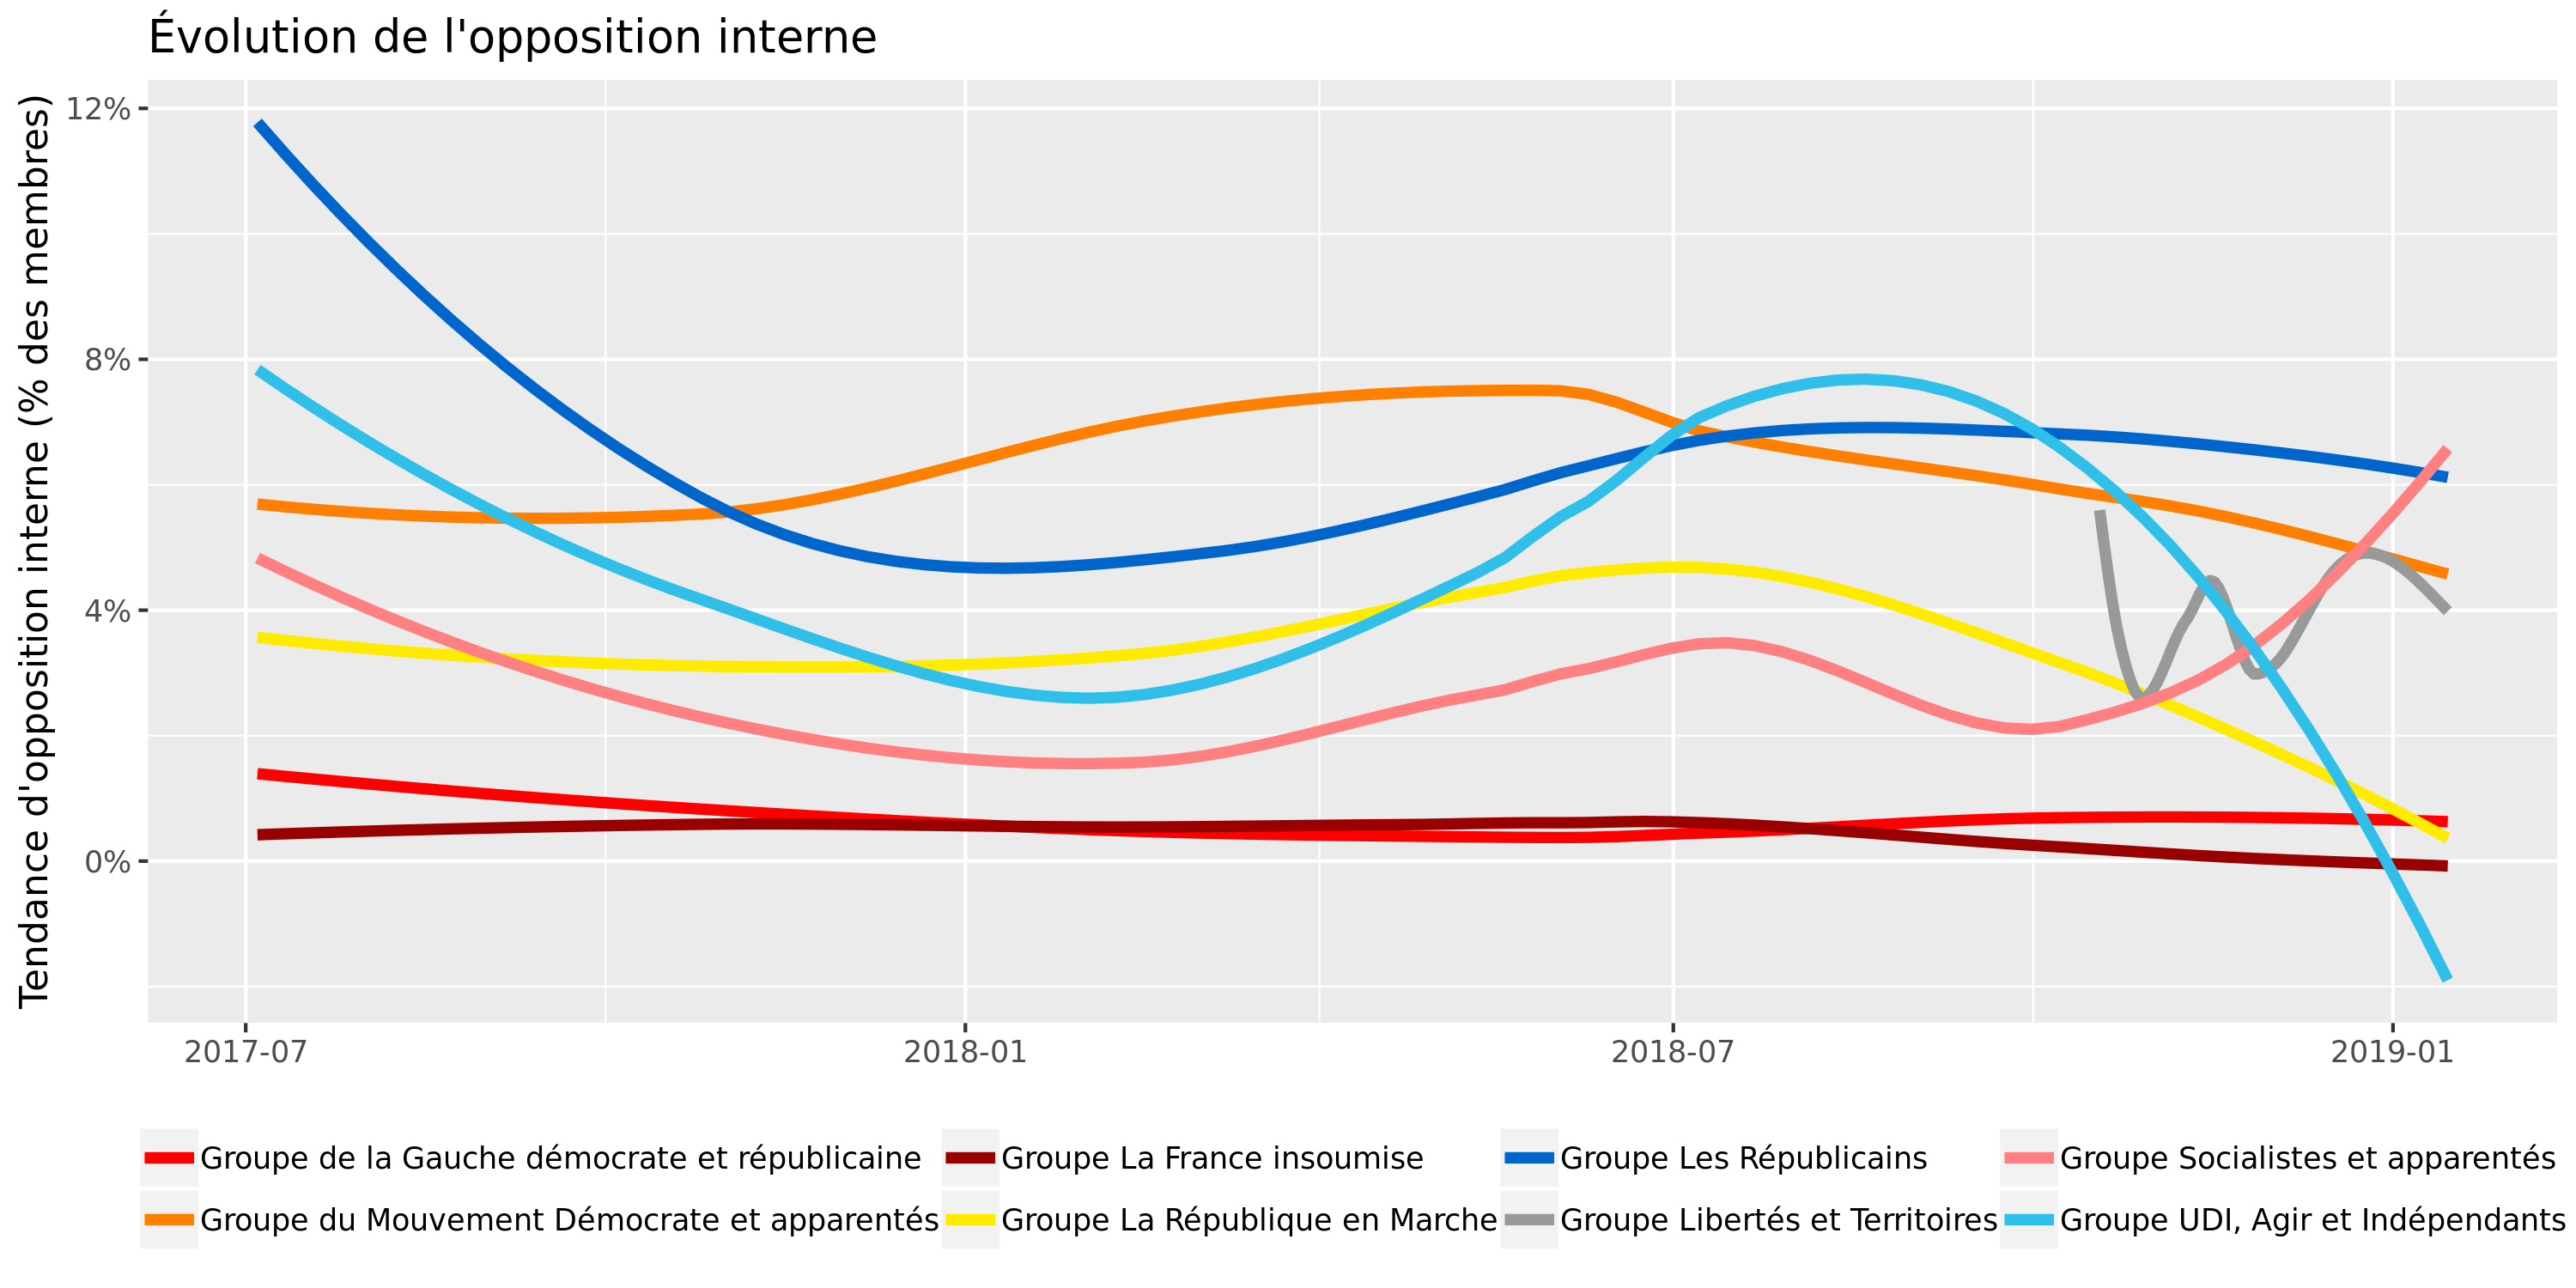 Évolution de l'opposition interne
Tendance d'opposition interne (% des membres)
12%
8%
4%
0%
2017-07 2018-01 2018-07 2019-01
Groupe de la Gauche démocrate et républicaine Groupe La France insoumise Groupe Les Républicains Groupe Socialistes et apparentés
Groupe du Mouvement Démocrate et apparentés Groupe La République en Marche Groupe Libertés et Territoires Groupe UDI, Agir et Indépendants